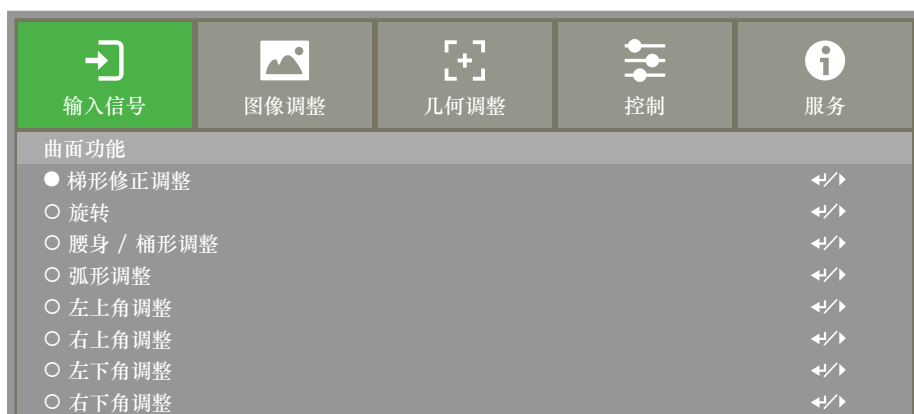 输入信号
图像调整
几何调整
控制
服务
曲面功能
梯形修正调整
旋转
腰身 / 桶形调整
弧形调整
左上角调整
右上角调整
左下角调整
右下角调整